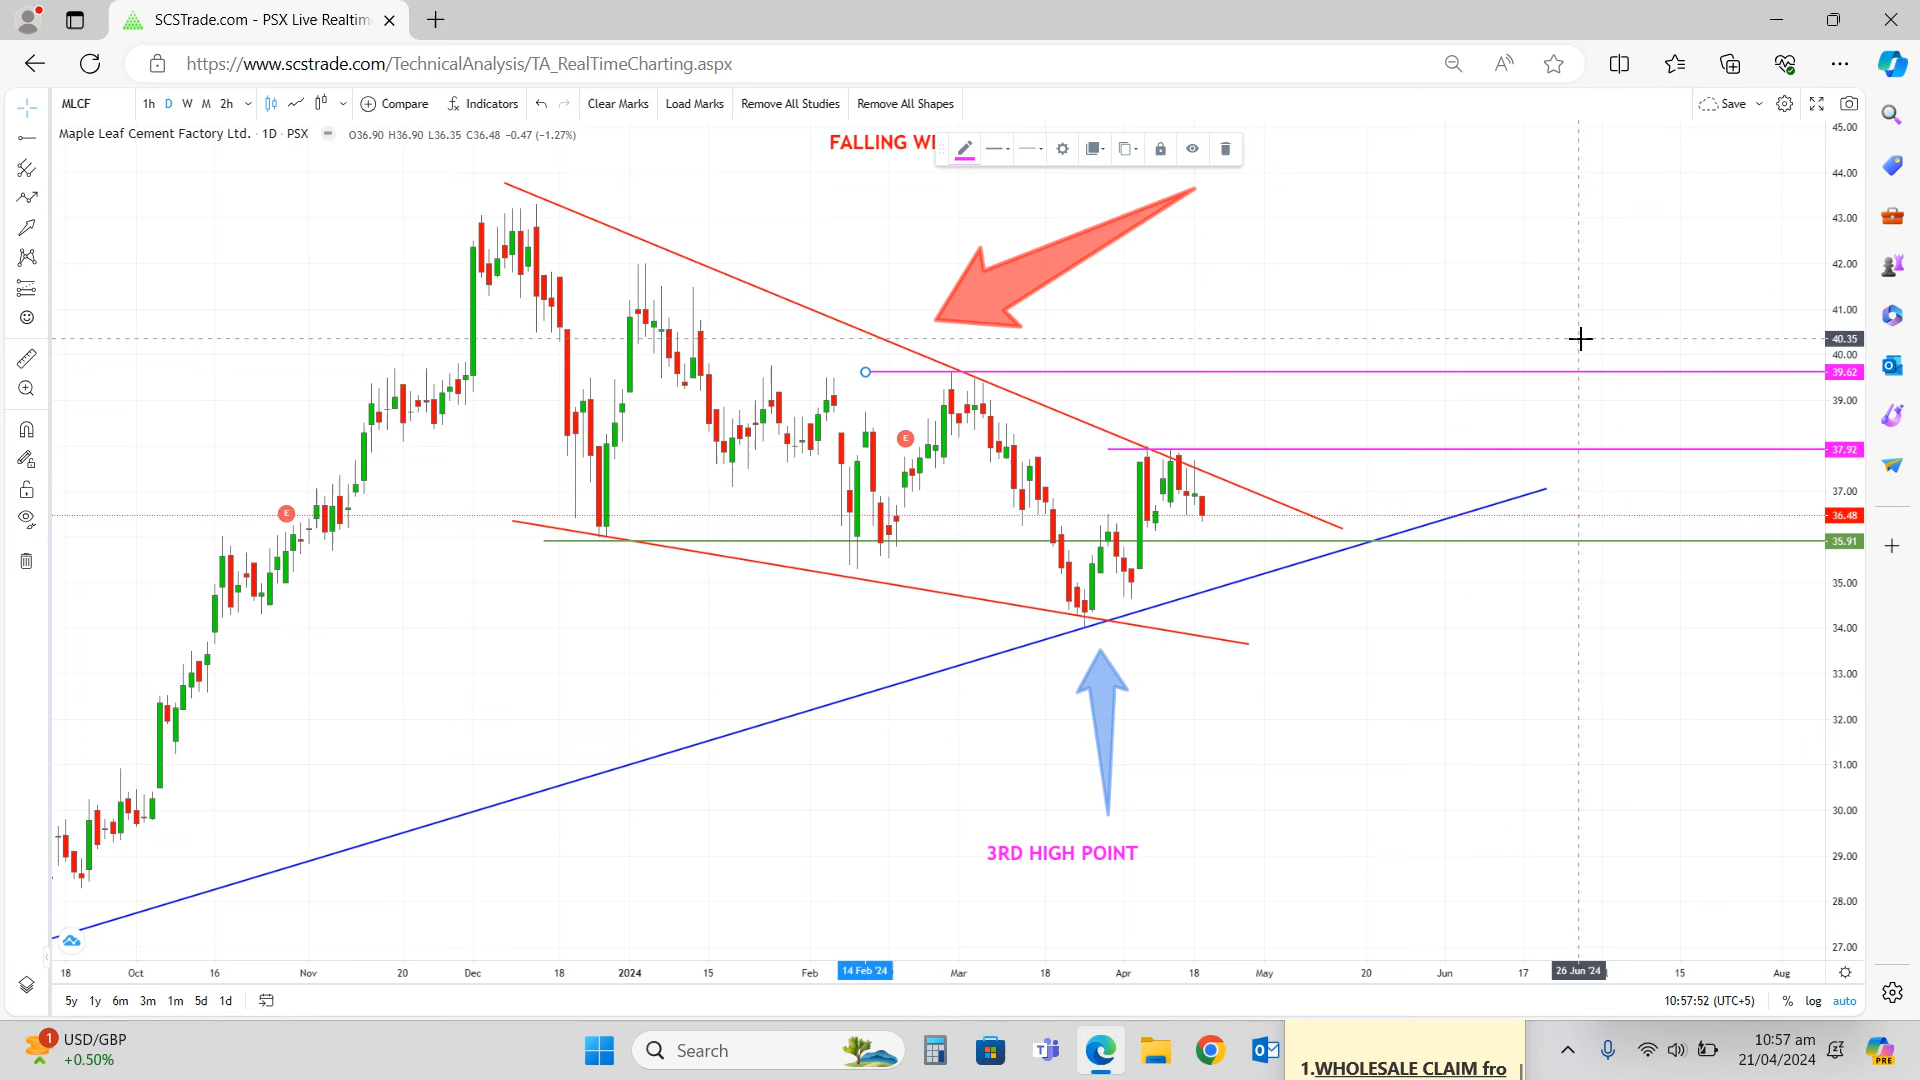 SCSTrade.com - PSX Live Realtim
https://www.scstrade.com/TechnicalAnalysis/TA_RealTimeCharting.aspx
MLCF 1h D W M 2h Compare Indicators Clear Marks Load Marks Remove All Studies Remove All Shapes Save
Maple Leaf Cement Factory Ltd. · 1D · PSX O36.90 H36.90 L36.35 C36.48 -0.47 (-1.27%)
FALLING WI
45.00
44.00
43.00
42.00
41.00
40.35
40.00
39.62
39.00
E
37.92
37.00
E
36.48
35.91
35.00
34.00
33.00
32.00
31.00
30.00
3RD HIGH POINT
29.00
28.00
27.00
18 Oct 16 Nov 20 Dec 18 2024 15 Feb 14 Feb '24 Mar 18 Apr 18 May 20 Jun 17 26 Jun '24 15 Aug
5y 1y 6m 3m 1m 5d 1d 10:57:52 (UTC+5) % log auto
1 USD/GBP
+0.50%
Search
1.WHOLESALE CLAIM fro
10:57 am
21/04/2024
PRE